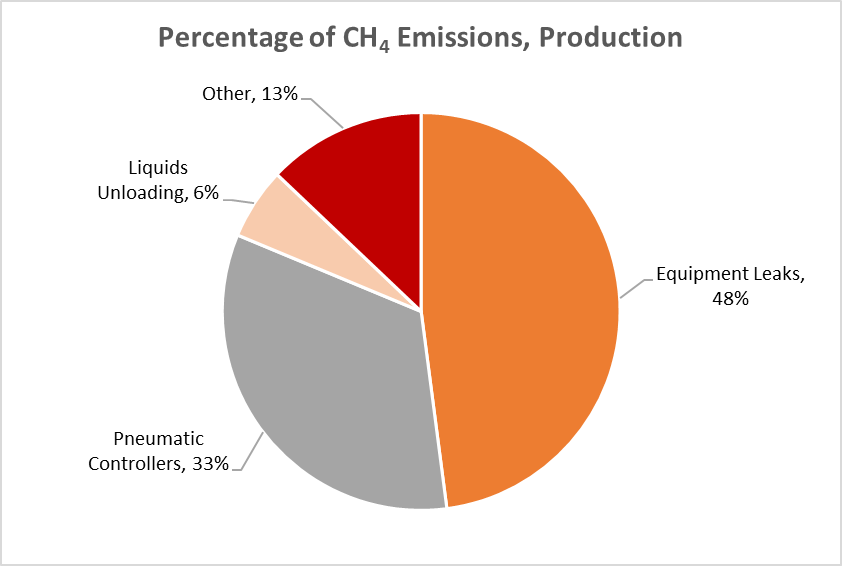 Percentage of CH₄ Emissions, Production
Other, 13%
Liquids
Unloading, 6%
Equipment Leaks,
48%
Pneumatic
Controllers, 33%